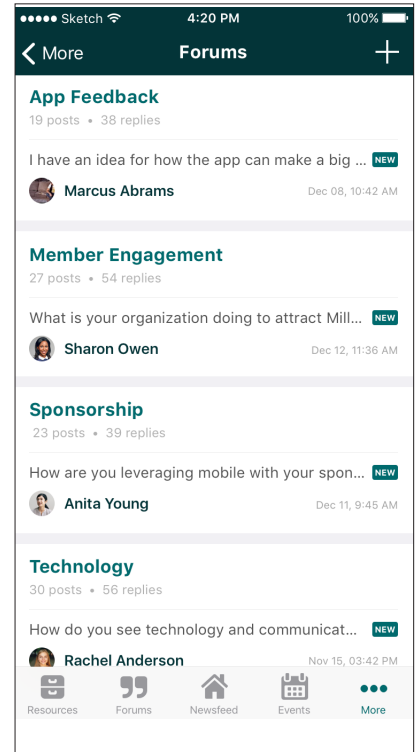 Sketch 4:20 PM 100%
More Forums
App Feedback
19 posts • 38 replies
I have an idea for how the app can make a big ... NEW
Marcus Abrams Dec 08, 10:42 AM
Member Engagement
27 posts • 54 replies
What is your organization doing to attract Mill... NEW
Sharon Owen Dec 12, 11:36 AM
Sponsorship
23 posts • 39 replies
How are you leveraging mobile with your spon... NEW
Anita Young Dec 11, 9:45 AM
Technology
30 posts • 56 replies
How do you see technology and communicat... NEW
Rachel Anderson Nov 15, 03:42 PM
Resources Forums Newsfeed Events More